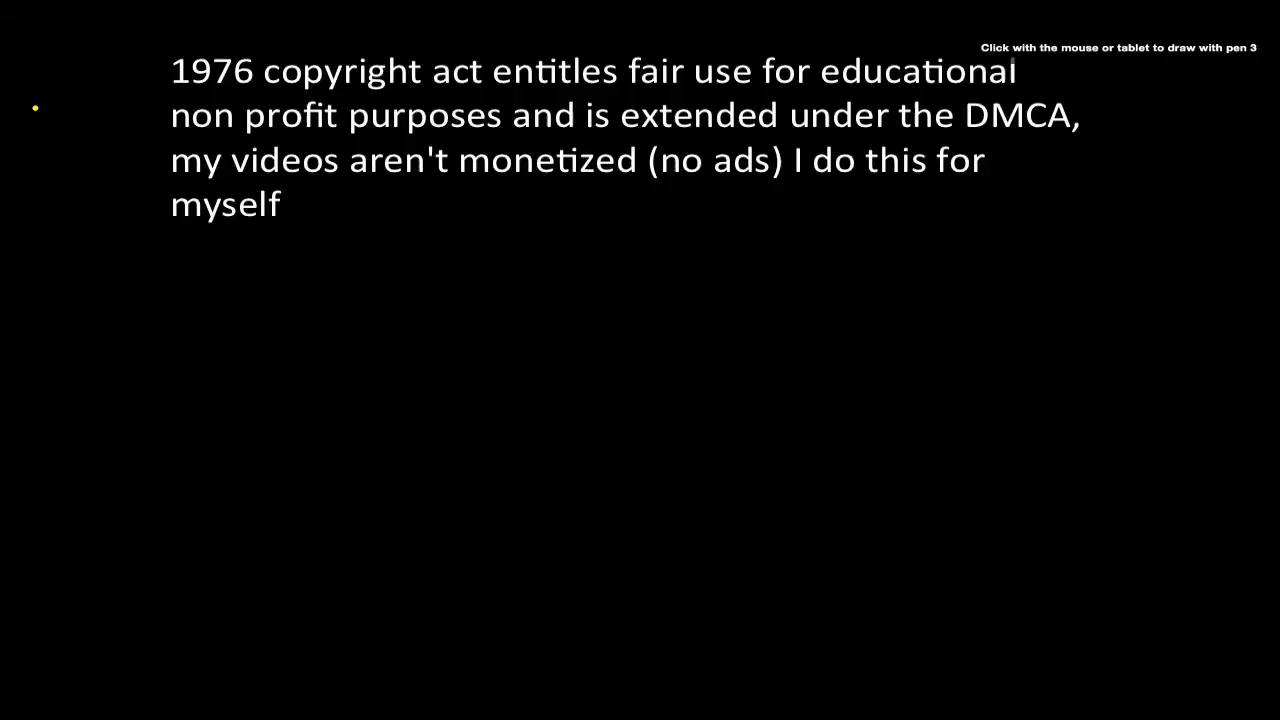 Click with the mouse or tablet to draw with pen 3
1976 copyright act entitles fair use for educational
non profit purposes and is extended under the DMCA,
my videos aren't monetized (no ads) I do this for
myself